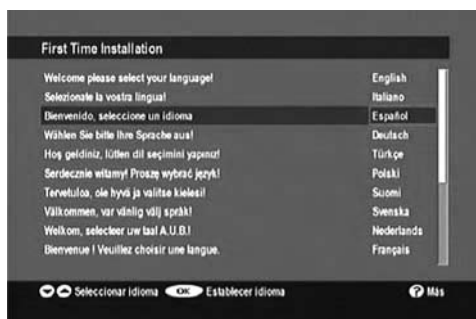 First Time Installation
Welcome please select your language! English
Selezionate la vostra lingua! Italiano
Bienvenido, seleccione un idioma Español
Wählen Sie bitte Ihre Sprache aus! Deutsch
Hoş geldiniz, lütfen dil seçimini yapınız! Türkçe
Serdecznie witamy! Proszę wybrać język! Polski
Tervetuloa, ole hyvä ja valitse kielesi! Suomi
Välkommen, var vänlig välj språk! Svenska
Welkom, selecteer uw taal A.U.B.! Nederlands
Bienvenue ! Veuillez choisir une langue. Français
Seleccionar idioma OK Establecer idioma ? Más